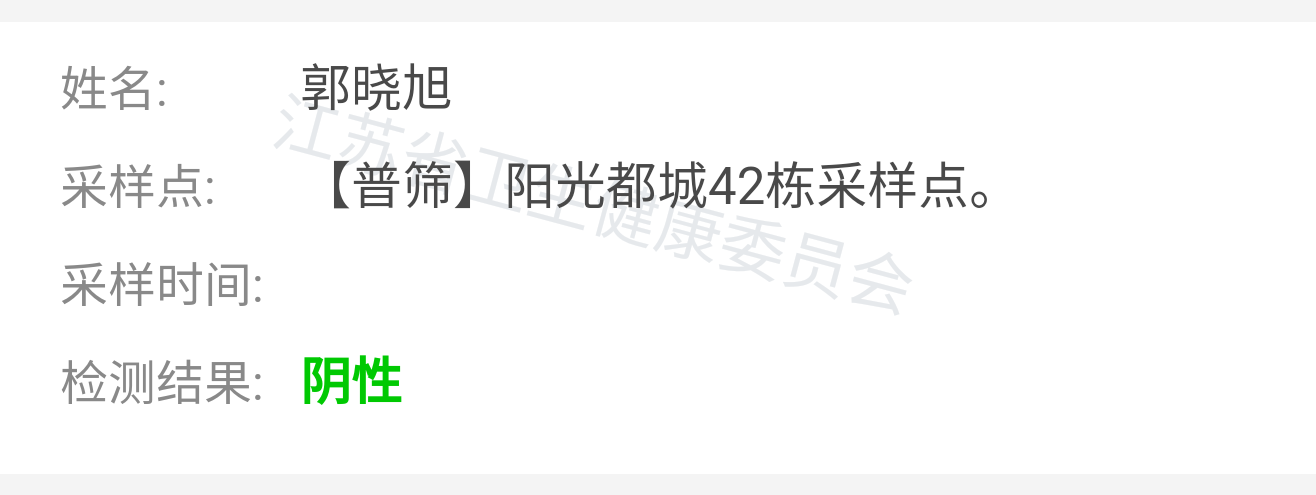 姓名: 郭晓旭
江苏省卫生健康委员会
采样点: 【普筛】阳光都城42栋采样点。
采样时间:
检测结果: 阴性